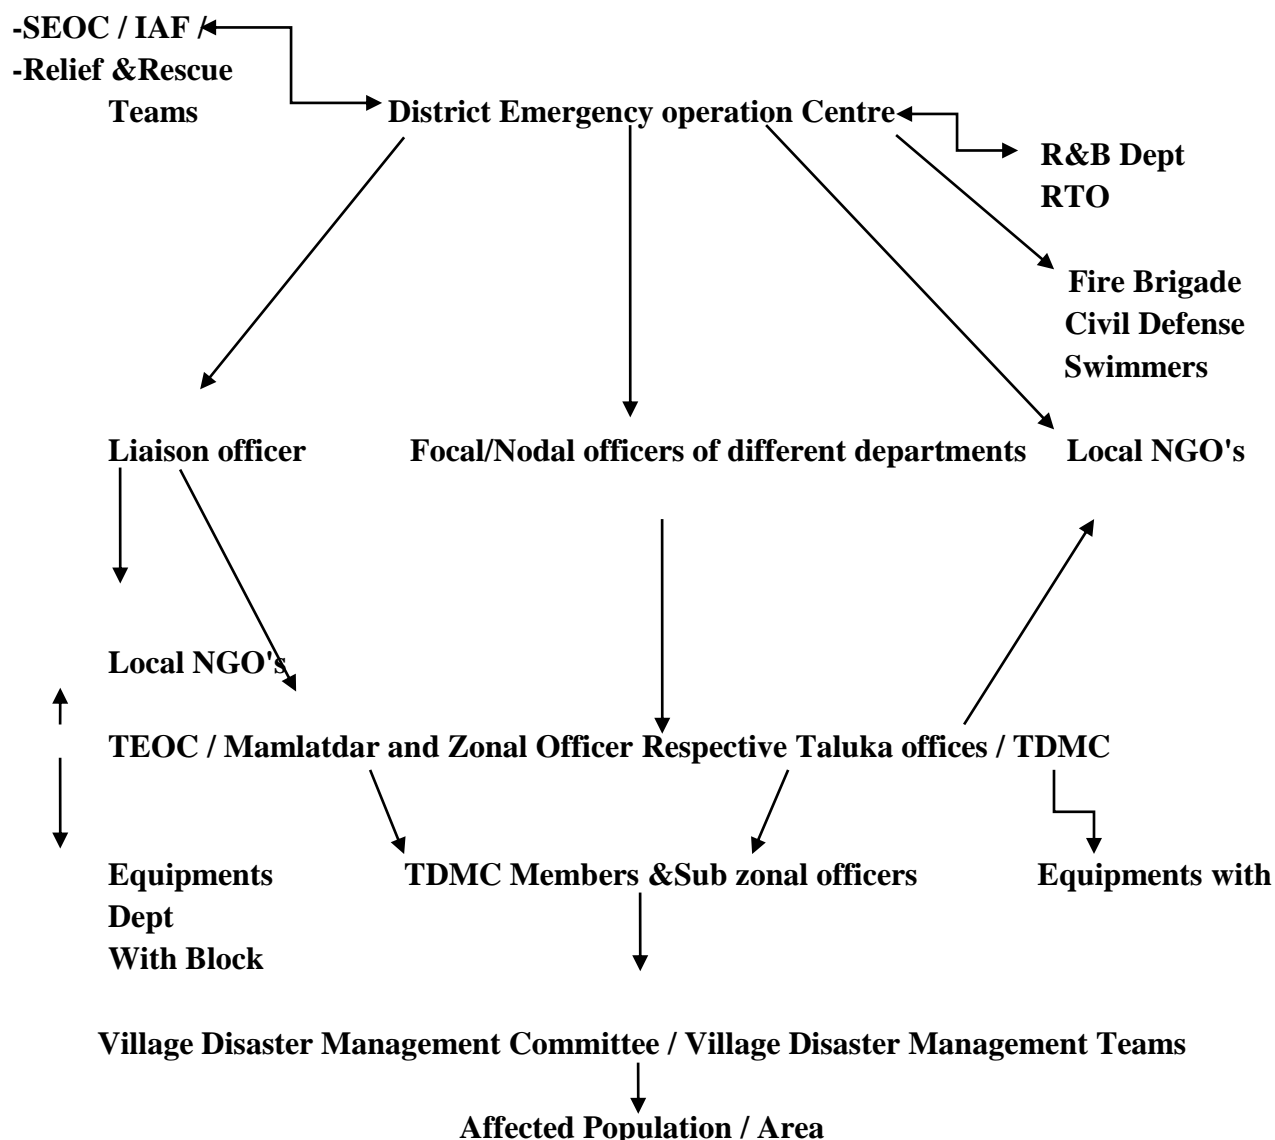 -SEOC / IAF /
-Relief &Rescue
Teams
District Emergency operation Centre
R&B Dept
RTO
Fire Brigade
Civil Defense
Swimmers
Liaison officer
Focal/Nodal officers of different departments
Local NGO's
Local NGO's
TEOC / Mamlatdar and Zonal Officer Respective Taluka offices / TDMC
Equipments
Dept
With Block
TDMC Members &Sub zonal officers
Equipments with
Village Disaster Management Committee / Village Disaster Management Teams
Affected Population / Area